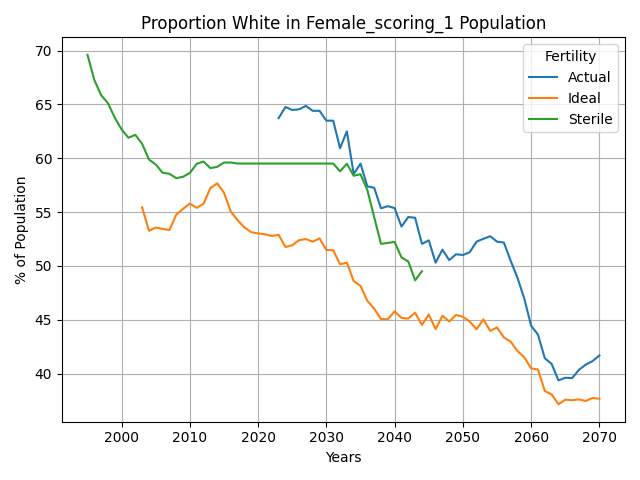 Proportion White in Female_scoring_1 Population
Fertility
Actual
Ideal
Sterile
% of Population
70
65
60
55
50
45
40
2000
2010
2020
2030
2040
2050
2060
2070
Years